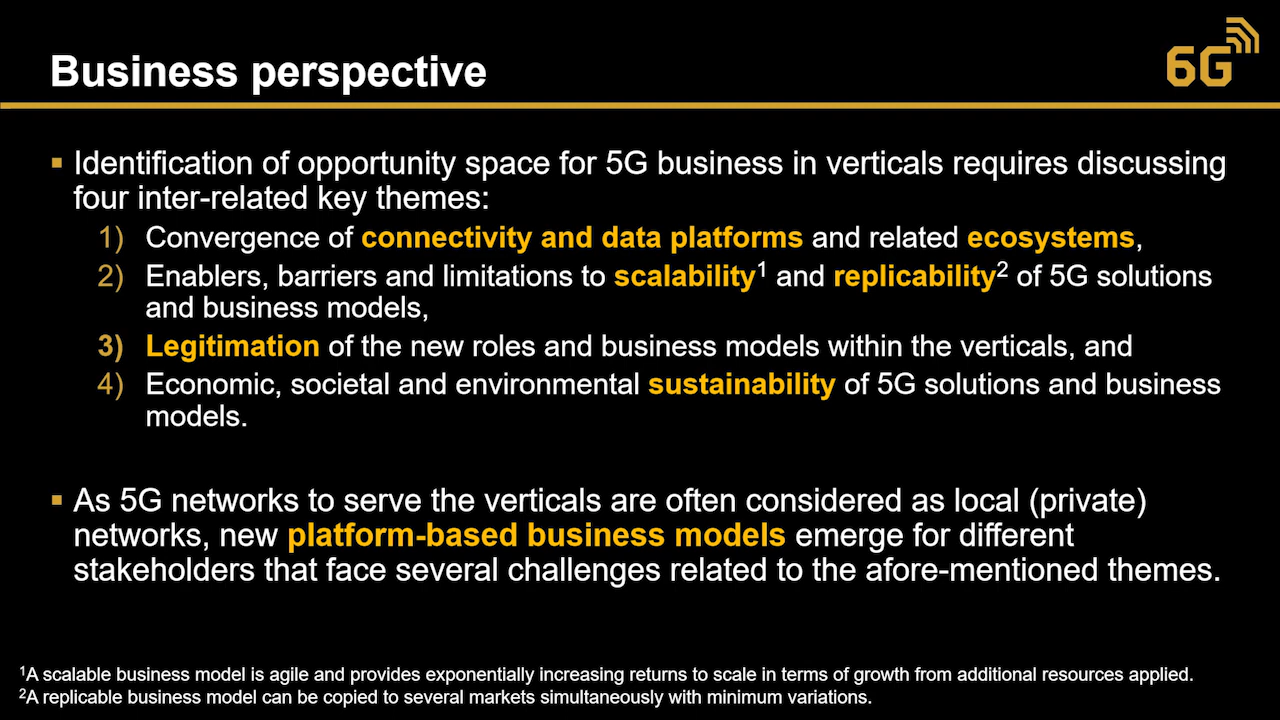 Business perspective
6G
▪ Identification of opportunity space for 5G business in verticals requires discussing
four inter-related key themes:
1) Convergence of connectivity and data platforms and related ecosystems,
2) Enablers, barriers and limitations to scalability¹ and replicability² of 5G solutions
and business models,
3) Legitimation of the new roles and business models within the verticals, and
4) Economic, societal and environmental sustainability of 5G solutions and business
models.
▪ As 5G networks to serve the verticals are often considered as local (private)
networks, new platform-based business models emerge for different
stakeholders that face several challenges related to the afore-mentioned themes.
¹A scalable business model is agile and provides exponentially increasing returns to scale in terms of growth from additional resources applied.
²A replicable business model can be copied to several markets simultaneously with minimum variations.